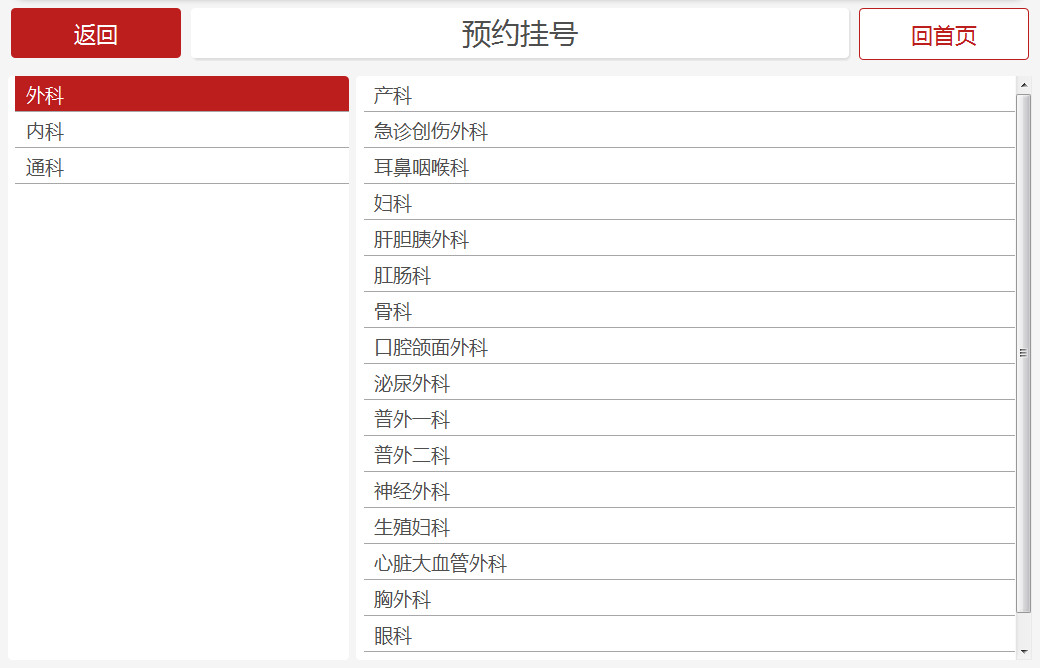 返回
预约挂号
回首页
外科
内科
通科
产科
急诊创伤外科
耳鼻咽喉科
妇科
肝胆胰外科
肛肠科
骨科
口腔颌面外科
泌尿外科
普外一科
普外二科
神经外科
生殖妇科
心脏大血管外科
胸外科
眼科